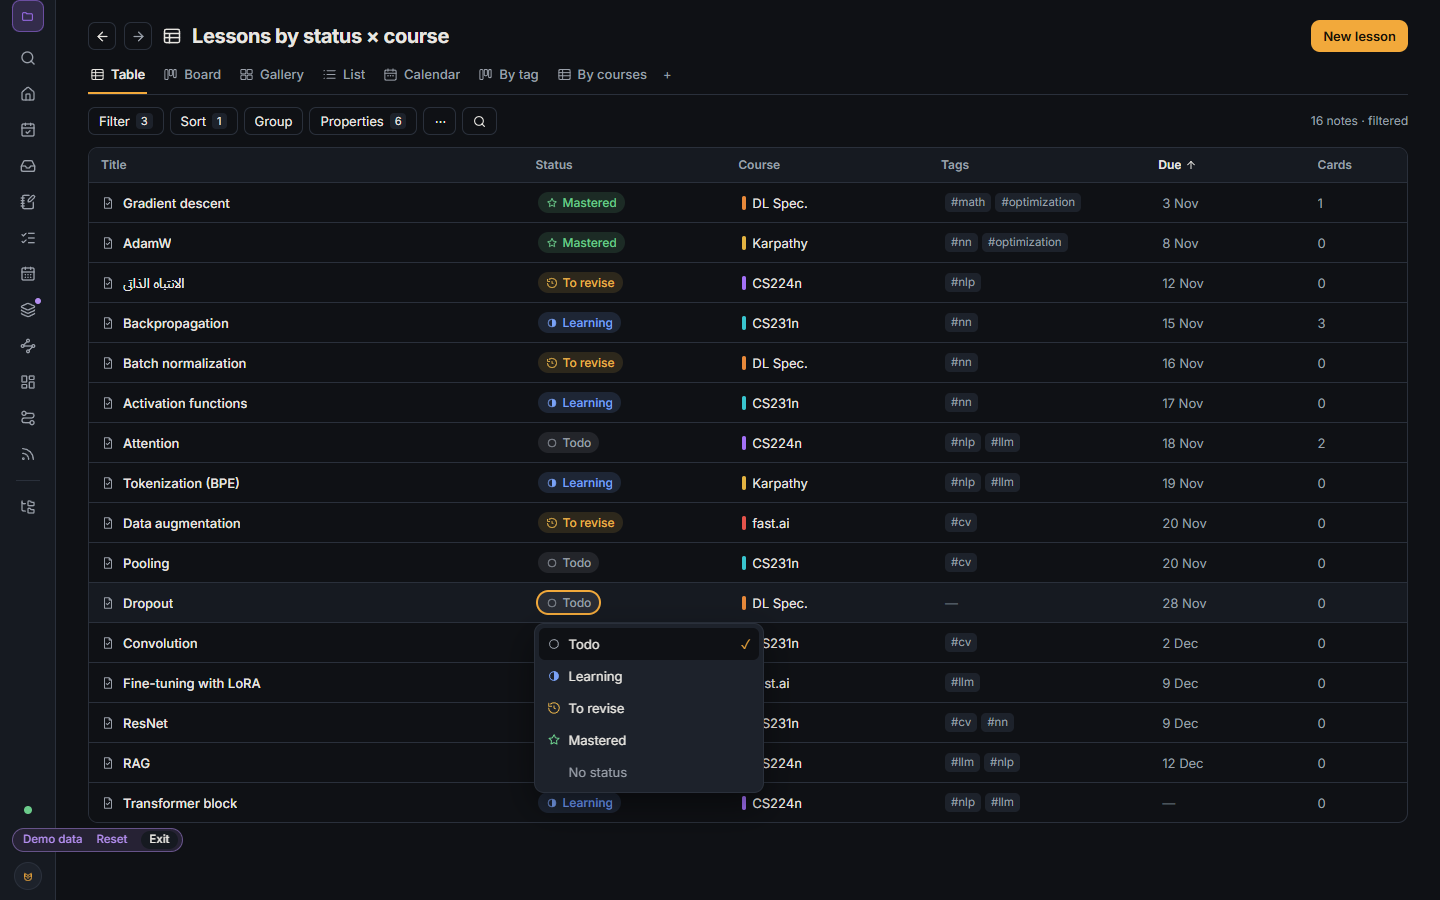 Lessons by status × course
New lesson
Table Board Gallery List Calendar By tag By courses +
Filter 3 Sort 1 Group Properties 6 ··· 16 notes · filtered
Title Status Course Tags Due ↑ Cards
Gradient descent Mastered DL Spec. #math #optimization 3 Nov 1
AdamW Mastered Karpathy #nn #optimization 8 Nov 0
الانتباه الذاتي To revise CS224n #nlp 12 Nov 0
Backpropagation Learning CS231n #nn 15 Nov 3
Batch normalization To revise DL Spec. #nn 16 Nov 0
Activation functions Learning CS231n #nn 17 Nov 0
Attention Todo CS224n #nlp #llm 18 Nov 2
Tokenization (BPE) Learning Karpathy #nlp #llm 19 Nov 0
Data augmentation To revise fast.ai #cv 20 Nov 0
Pooling Todo CS231n #cv 20 Nov 0
Dropout Todo DL Spec. — 28 Nov 0
Convolution Todo ✓ S231n #cv 2 Dec 0
Fine-tuning with LoRA Learning st.ai #llm 9 Dec 0
ResNet To revise S231n #cv #nn 9 Dec 0
RAG Mastered S224n #llm #nlp 12 Dec 0
No status
Transformer block Learning CS224n #nlp #llm — 0
Demo data Reset Exit